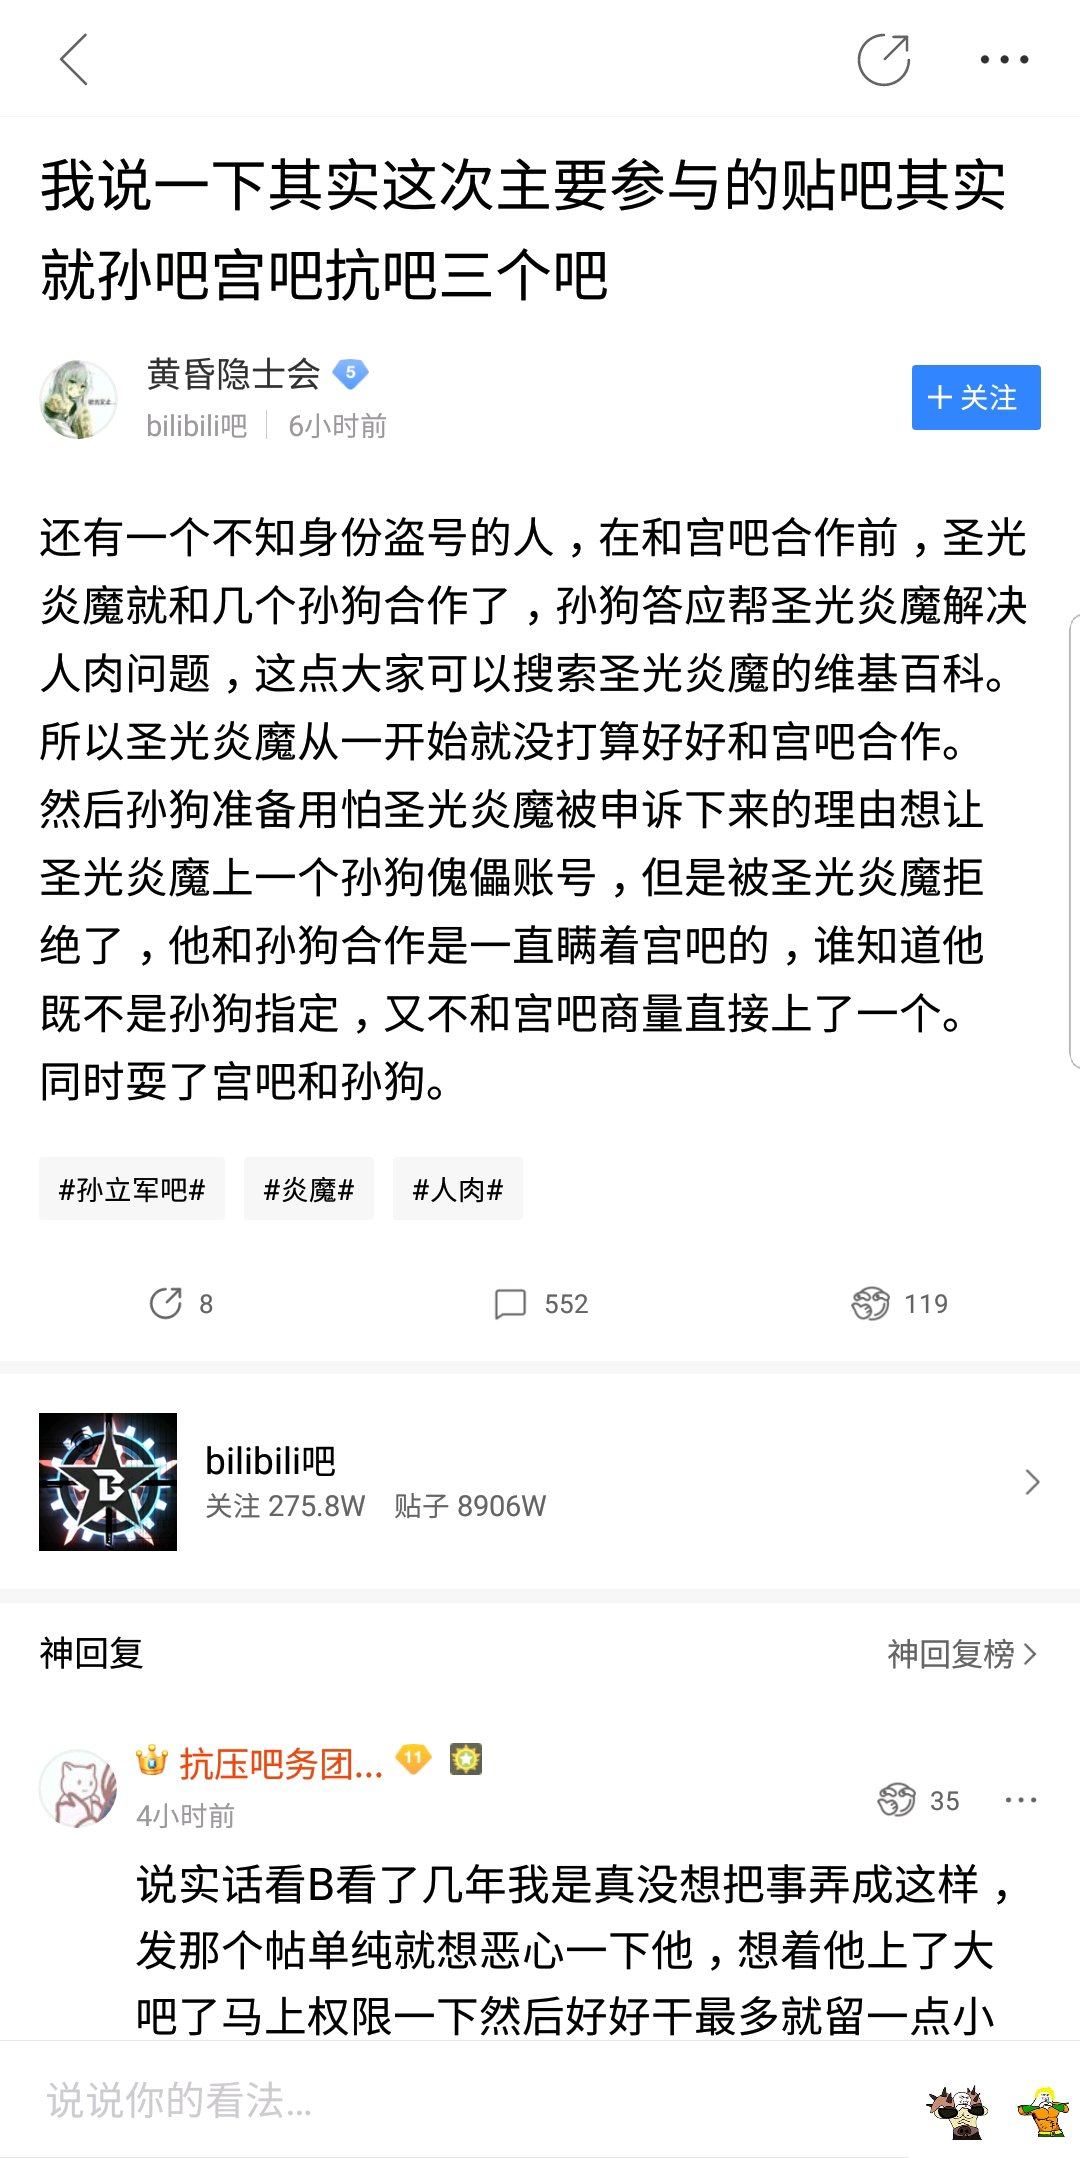 我说一下其实这次主要参与的贴吧其实
就孙吧宫吧抗吧三个吧
黄昏隐士会 5
bilibili吧 6小时前
关注
还有一个不知身份盗号的人，在和宫吧合作前，圣光
炎魔就和几个孙狗合作了，孙狗答应帮圣光炎魔解决
人肉问题，这点大家可以搜索圣光炎魔的维基百科。
所以圣光炎魔从一开始就没打算好好和宫吧合作。
然后孙狗准备用怕圣光炎魔被申诉下来的理由想让
圣光炎魔上一个孙狗傀儡账号，但是被圣光炎魔拒
绝了，他和孙狗合作是一直瞒着宫吧的，谁知道他
既不是孙狗指定，又不和宫吧商量直接上了一个。
同时耍了宫吧和孙狗。
#孙立军吧# #炎魔# #人肉#
8 552 119
B
bilibili吧
关注 275.8W 贴子 8906W
神回复 神回复榜
抗压吧务团... 11
4小时前 35
说实话看B看了几年我是真没想把事弄成这样，
发那个帖单纯就想恶心一下他，想着他上了大
吧了马上权限一下然后好好干最多就留一点小
说说你的看法...